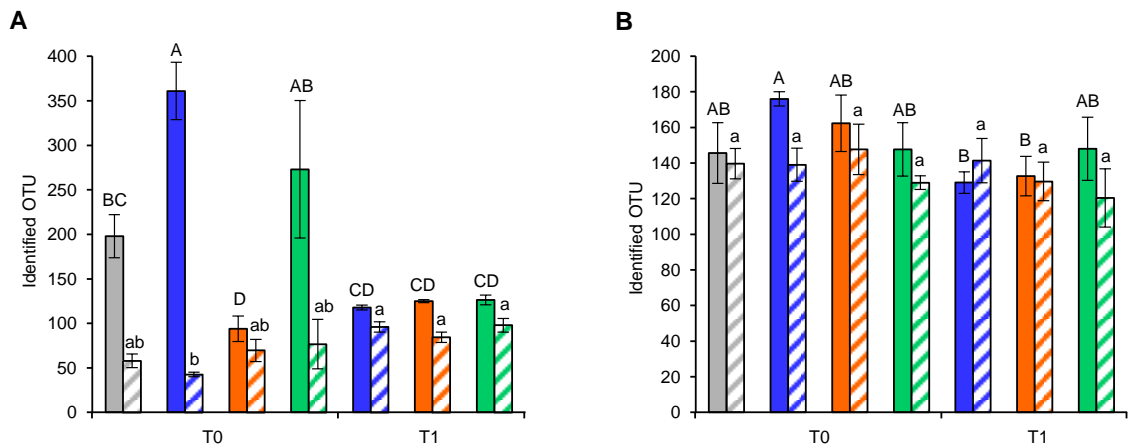 A
Identified OTU
400
350
300
250
200
150
100
50
0
BC
ab
A
b
D
ab
AB
ab
CD
a
CD
a
CD
a
T0
T1
B
Identified OTU
200
180
160
140
120
100
80
60
40
20
0
AB
a
A
a
AB
a
AB
a
B
a
B
a
AB
a
T0
T1